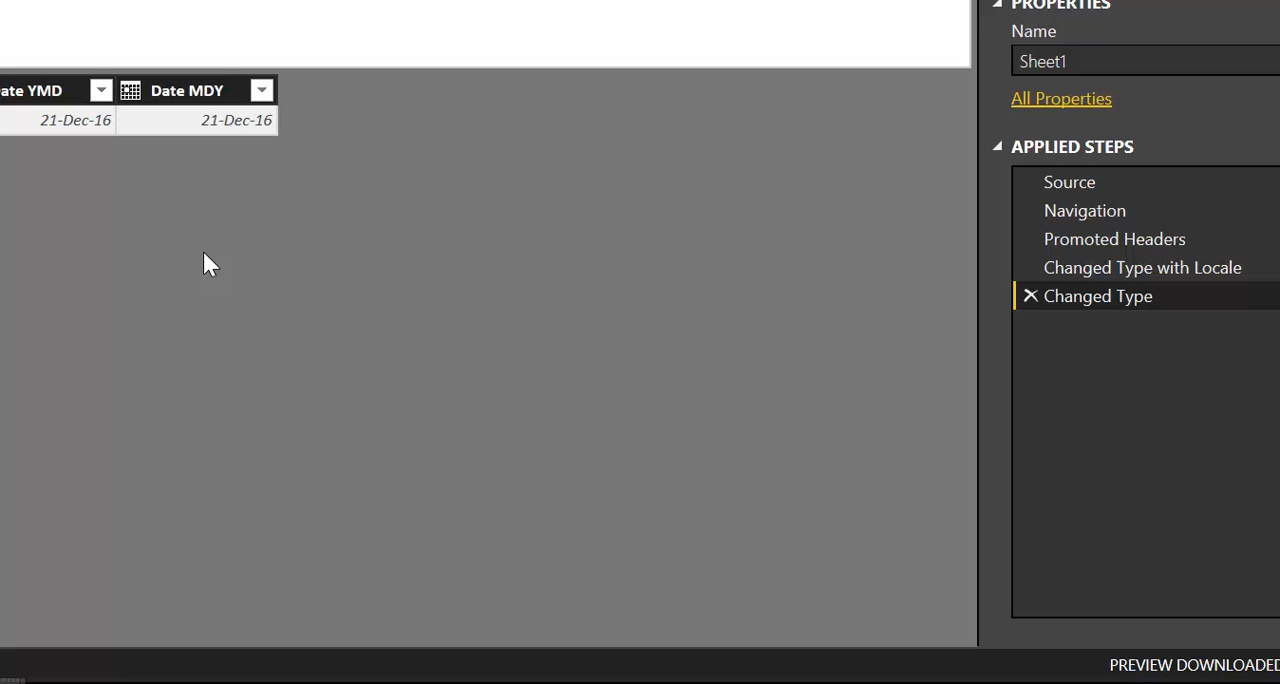 PROPERTIES
Name
Sheet1
All Properties
ate YMD Date MDY
21-Dec-16 21-Dec-16
APPLIED STEPS
Source
Navigation
Promoted Headers
Changed Type with Locale
Changed Type
PREVIEW DOWNLOADED